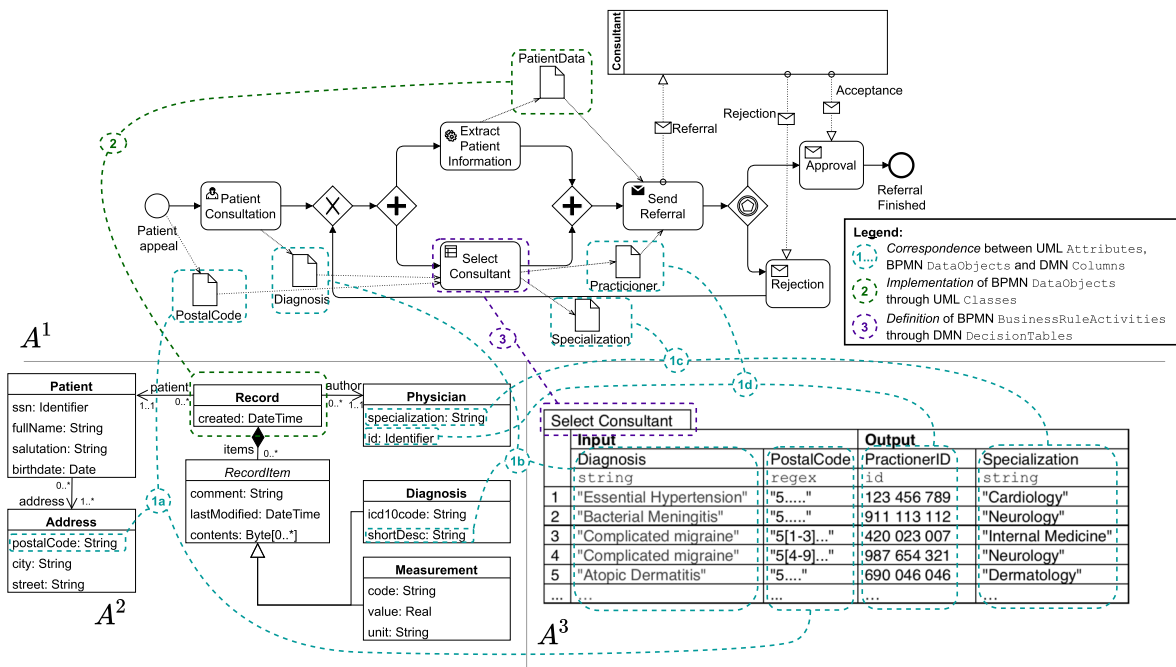 Consultant
PatientData
Acceptance
Rejection
Referral
Extract
Patient
Information
2
Patient
Consultation
X
Send
Referral
Approval
Referral
Finished
Patient
appeal
Select
Consultant
Diagnosis
PostalCode
Practicioner
Rejection
Specialization
3
1c
1d
Legend:
1... Correspondence between UML Attributes,
BPMN DataObjects and DMN Columns
2 Implementation of BPMN DataObjects
through UML Classes
3 Definition of BPMN BusinessRuleActivities
through DMN DecisionTables
A1
Patient
ssn: Identifier
fullName: String
salutation: String
birthdate: Date
patient
1..1
0..*
Record
created: DateTime
author
0..*
1..1
Physician
specialization: String
id: Identifier
items
0..*
RecordItem
comment: String
lastModified: DateTime
contents: Byte[0..*]
1b
0..*
address
1..*
1a
Address
postalCode: String
city: String
street: String
Diagnosis
icd10code: String
shortDesc: String
Measurement
code: String
value: Real
unit: String
A2
Select Consultant
Input Output
Diagnosis PostalCode PractionerID Specialization
string regex id string
1 "Essential Hypertension" "5....." 123 456 789 "Cardiology"
2 "Bacterial Meningitis" "5....." 911 113 112 "Neurology"
3 "Complicated migraine" "5[1-3]..." 420 023 007 "Internal Medicine"
4 "Complicated migraine" "5[4-9]..." 987 654 321 "Neurology"
5 "Atopic Dermatitis" "5...." 690 046 046 "Dermatology"
... ... ... ... ...
A3